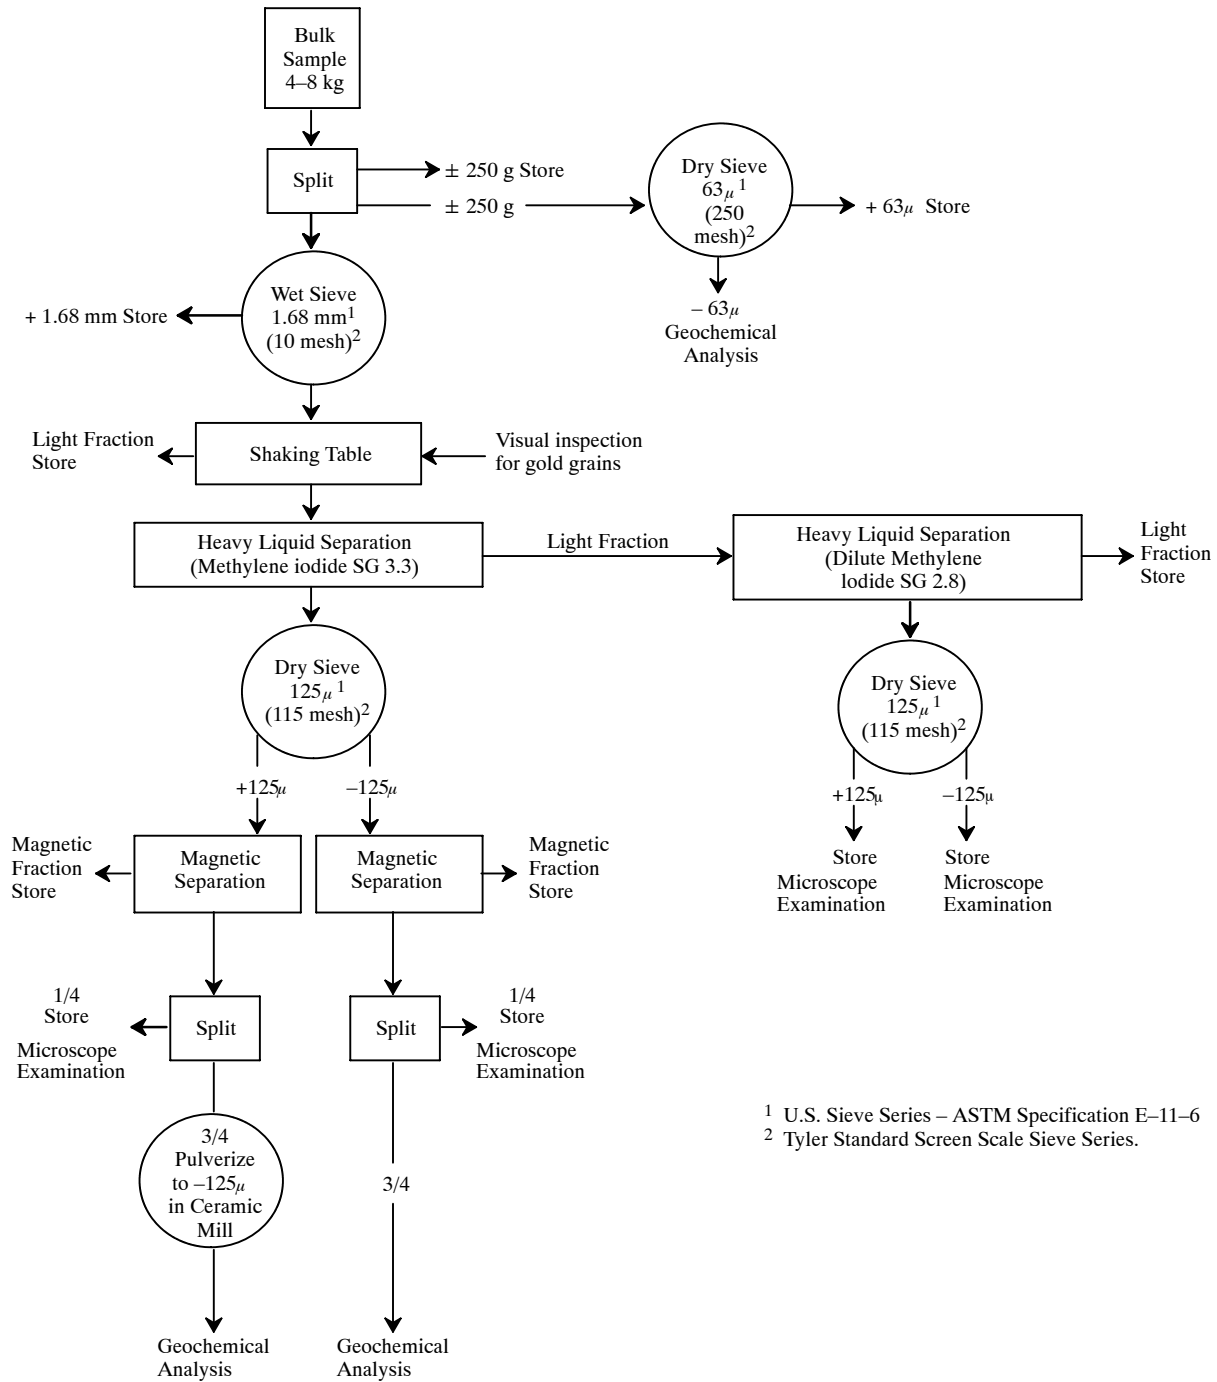 Bulk
Sample
4–8 kg
Split
± 250 g Store
± 250 g
Dry Sieve
63µ 1
(250
mesh)2
+ 63µ Store
– 63µ
Geochemical
Analysis
Wet Sieve
1.68 mm1
(10 mesh)2
+ 1.68 mm Store
Light Fraction
Store
Shaking Table
Visual inspection
for gold grains
Heavy Liquid Separation
(Methylene iodide SG 3.3)
Light Fraction
Heavy Liquid Separation
(Dilute Methylene
lodide SG 2.8)
Light
Fraction
Store
Dry Sieve
125µ 1
(115 mesh)2
+125µ
–125µ
Dry Sieve
125µ 1
(115 mesh)2
+125µ
–125µ
Store
Microscope
Examination
Store
Microscope
Examination
Magnetic
Fraction
Store
Magnetic
Separation
Magnetic
Separation
Magnetic
Fraction
Store
1/4
Store
Microscope
Examination
Split
Split
1/4
Store
Microscope
Examination
3/4
Pulverize
to –125µ
in Ceramic
Mill
3/4
Geochemical
Analysis
Geochemical
Analysis
1 U.S. Sieve Series – ASTM Specification E–11–6
2 Tyler Standard Screen Scale Sieve Series.